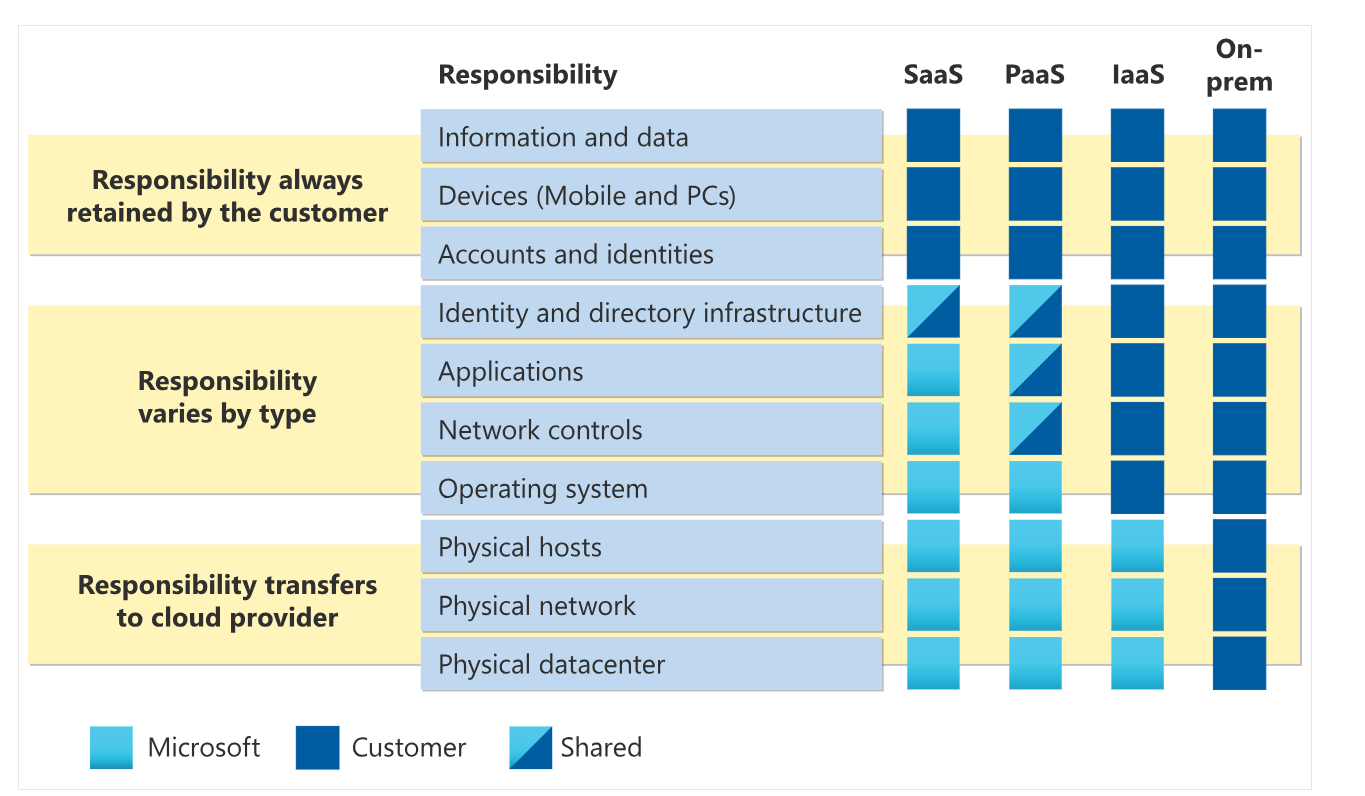 Responsibility
SaaS
PaaS
IaaS
On-
prem
Responsibility always
retained by the customer
Information and data
Devices (Mobile and PCs)
Accounts and identities
Responsibility
varies by type
Identity and directory infrastructure
Applications
Network controls
Operating system
Responsibility transfers
to cloud provider
Physical hosts
Physical network
Physical datacenter
Microsoft
Customer
Shared